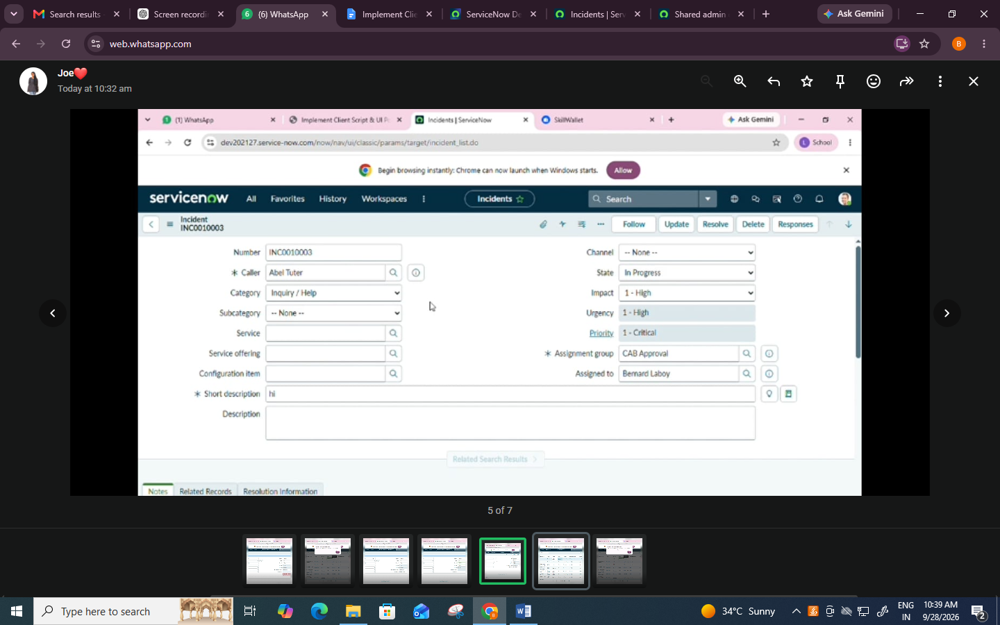 Search results
Screen recordi
(6) WhatsApp
Implement Clie
ServiceNow De
Incidents | Serv
Shared admin
Ask Gemini
web.whatsapp.com
B
Joe❤️
Today at 10:32 am
(1) WhatsApp
Implement Client Script & UI Po
Incidents | ServiceNow
SkillWallet
Ask Gemini
dev202127.service-now.com/now/nav/ui/classic/params/target/incident_list.do
L School
Begin browsing instantly: Chrome can now launch when Windows starts.
Allow
servicenow
All
Favorites
History
Workspaces
Incidents
Search
Incident
INC0010003
Follow
Update
Resolve
Delete
Responses
Number INC0010003
Channel -- None --
* Caller Abel Tuter
State In Progress
Category Inquiry / Help
Impact 1 - High
Subcategory -- None --
Urgency 1 - High
Service
Priority 1 - Critical
Service offering
* Assignment group CAB Approval
Configuration item
Assigned to Bernard Laboy
* Short description hi
Description
Related Search Results
Notes
Related Records
Resolution Information
5 of 7
Type here to search
34°C Sunny
ENG
IN
10:39 AM
9/28/2026
2